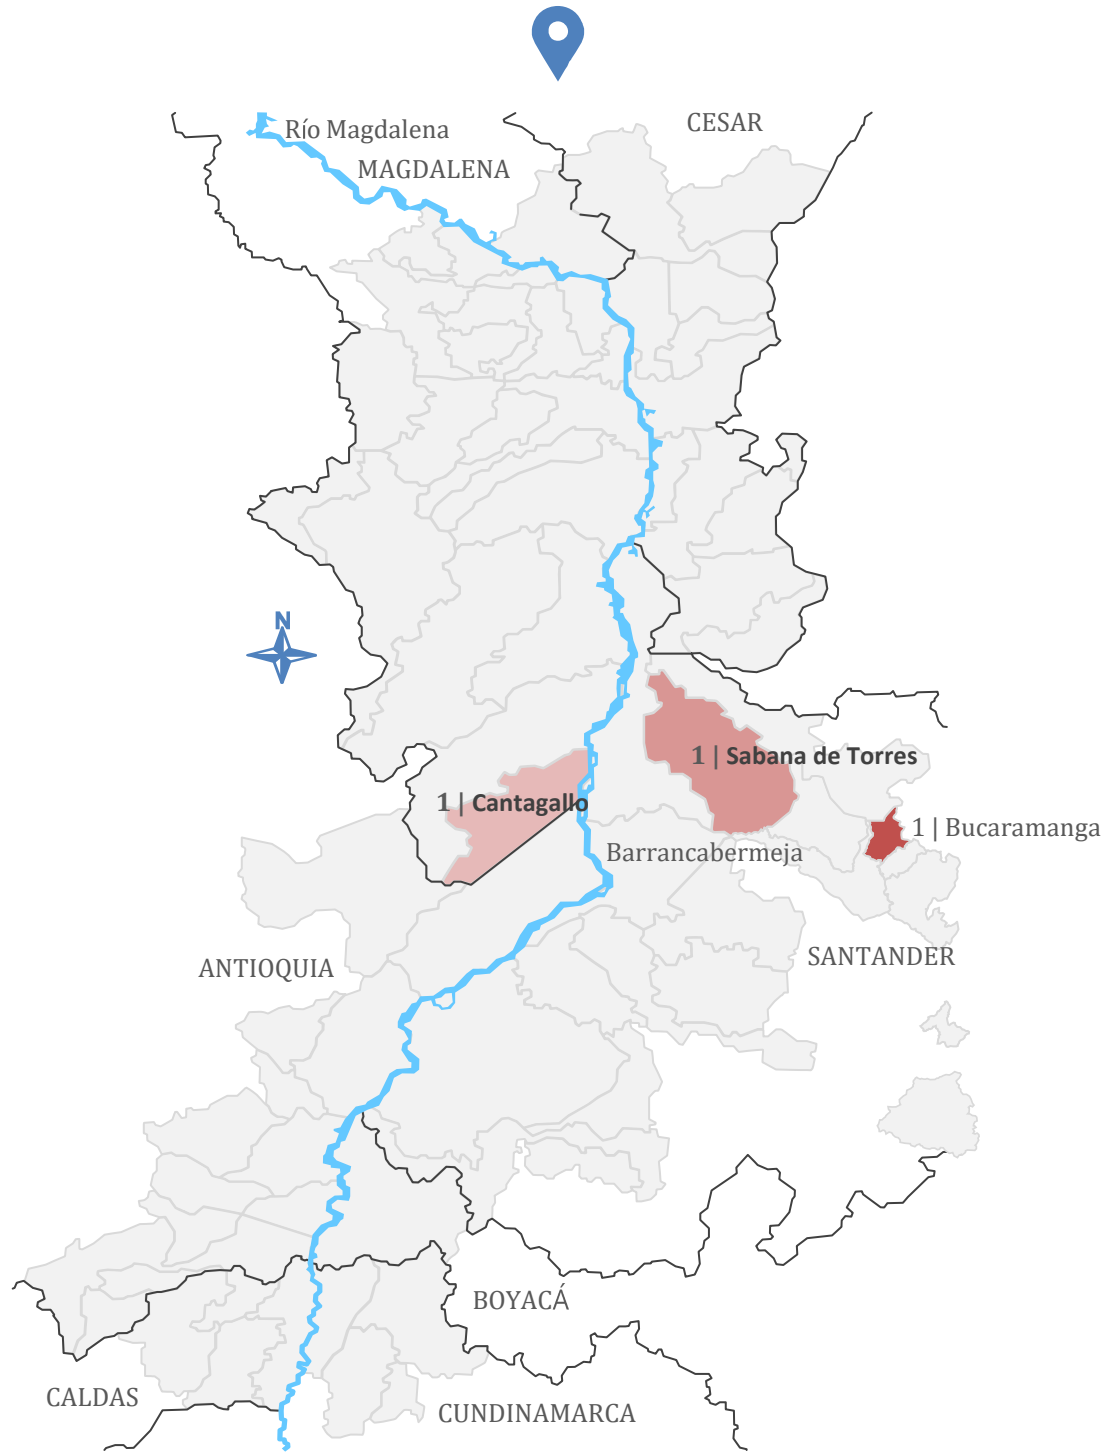 CESAR
Río Magdalena
MAGDALENA
N
1 | Sabana de Torres
1 | Cantagallo
1 | Bucaramanga
Barrancabermeja
SANTANDER
ANTIOQUIA
BOYACÁ
CALDAS
CUNDINAMARCA